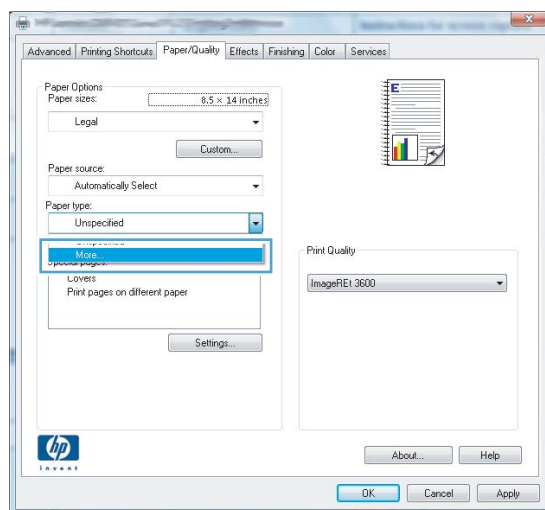 Advanced Printing Shortcuts Paper/Quality Effects Finishing Color Services
Paper Options
Paper sizes: 8.5 × 14 inches
Legal
Custom...
Paper source:
Automatically Select
Paper type:
Unspecified
More...
Covers
Print pages on different paper
Settings...
E
Print Quality
ImageREt 3600
hp
invent
About... Help
OK Cancel Apply